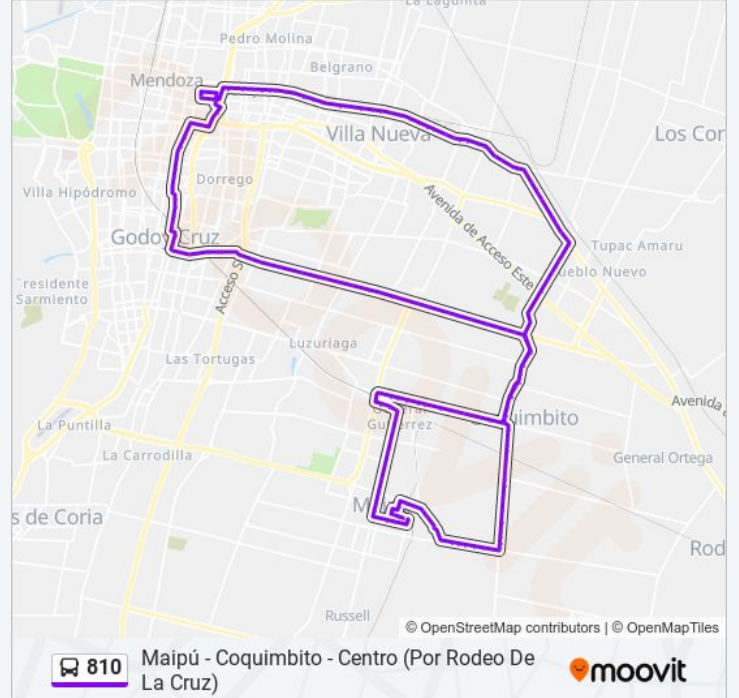 La Lagunita
Pedro Molina
Belgrano
Mendoza
Villa Nueva
Los Cor
Dorrego
Villa Hipódromo
Avenida de Acceso Este
Godoy Cruz
Tupac Amaru
Pueblo Nuevo
residente
Sarmiento
Acceso S
Luzuriaga
Las Tortugas
Avenida
General
Gutiérrez
quimbito
La Puntilla
La Carrodilla
General Ortega
M
s de Coria
Rod
Russell
© OpenStreetMap contributors | © OpenMapTiles
810
Maipú - Coquimbito - Centro (Por Rodeo De
La Cruz)
moovit